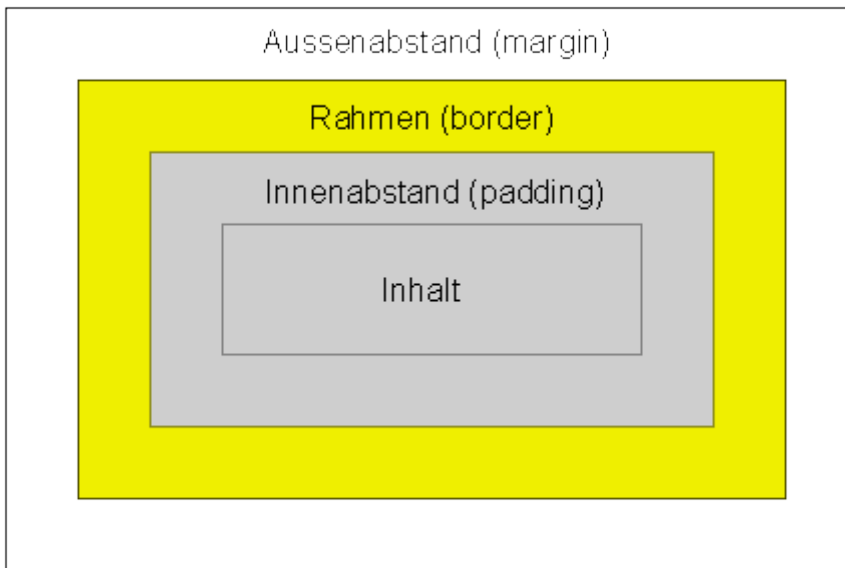 Aussenabstand (margin)
Rahmen (border)
Innenabstand (padding)
Inhalt